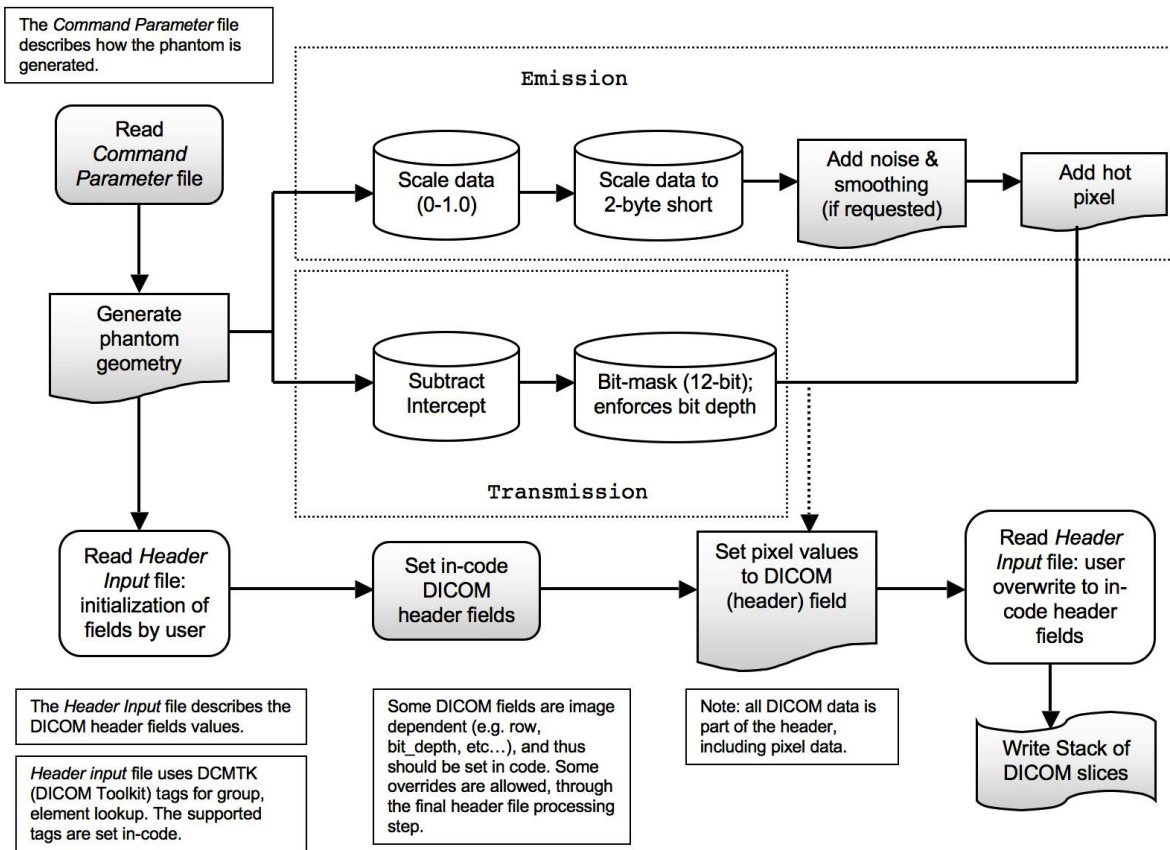 The Command Parameter file
describes how the phantom is
generated.
Emission
Read
Command
Parameter file
Scale data
(0-1.0)
Scale data to
2-byte short
Add noise &
smoothing
(if requested)
Add hot
pixel
Generate
phantom
geometry
Subtract
Intercept
Bit-mask (12-bit);
enforces bit depth
Transmission
Read Header
Input file:
initialization of
fields by user
Set in-code
DICOM
header fields
Set pixel values
to DICOM
(header) field
Read Header
Input file: user
overwrite to in-
code header
fields
The Header Input file describes the
DICOM header fields values.
Header input file uses DCMTK
(DICOM Toolkit) tags for group,
element lookup. The supported
tags are set in-code.
Some DICOM fields are image
dependent (e.g. row,
bit_depth, etc…), and thus
should be set in code. Some
overrides are allowed, through
the final header file processing
step.
Note: all DICOM data is
part of the header,
including pixel data.
Write Stack of
DICOM slices